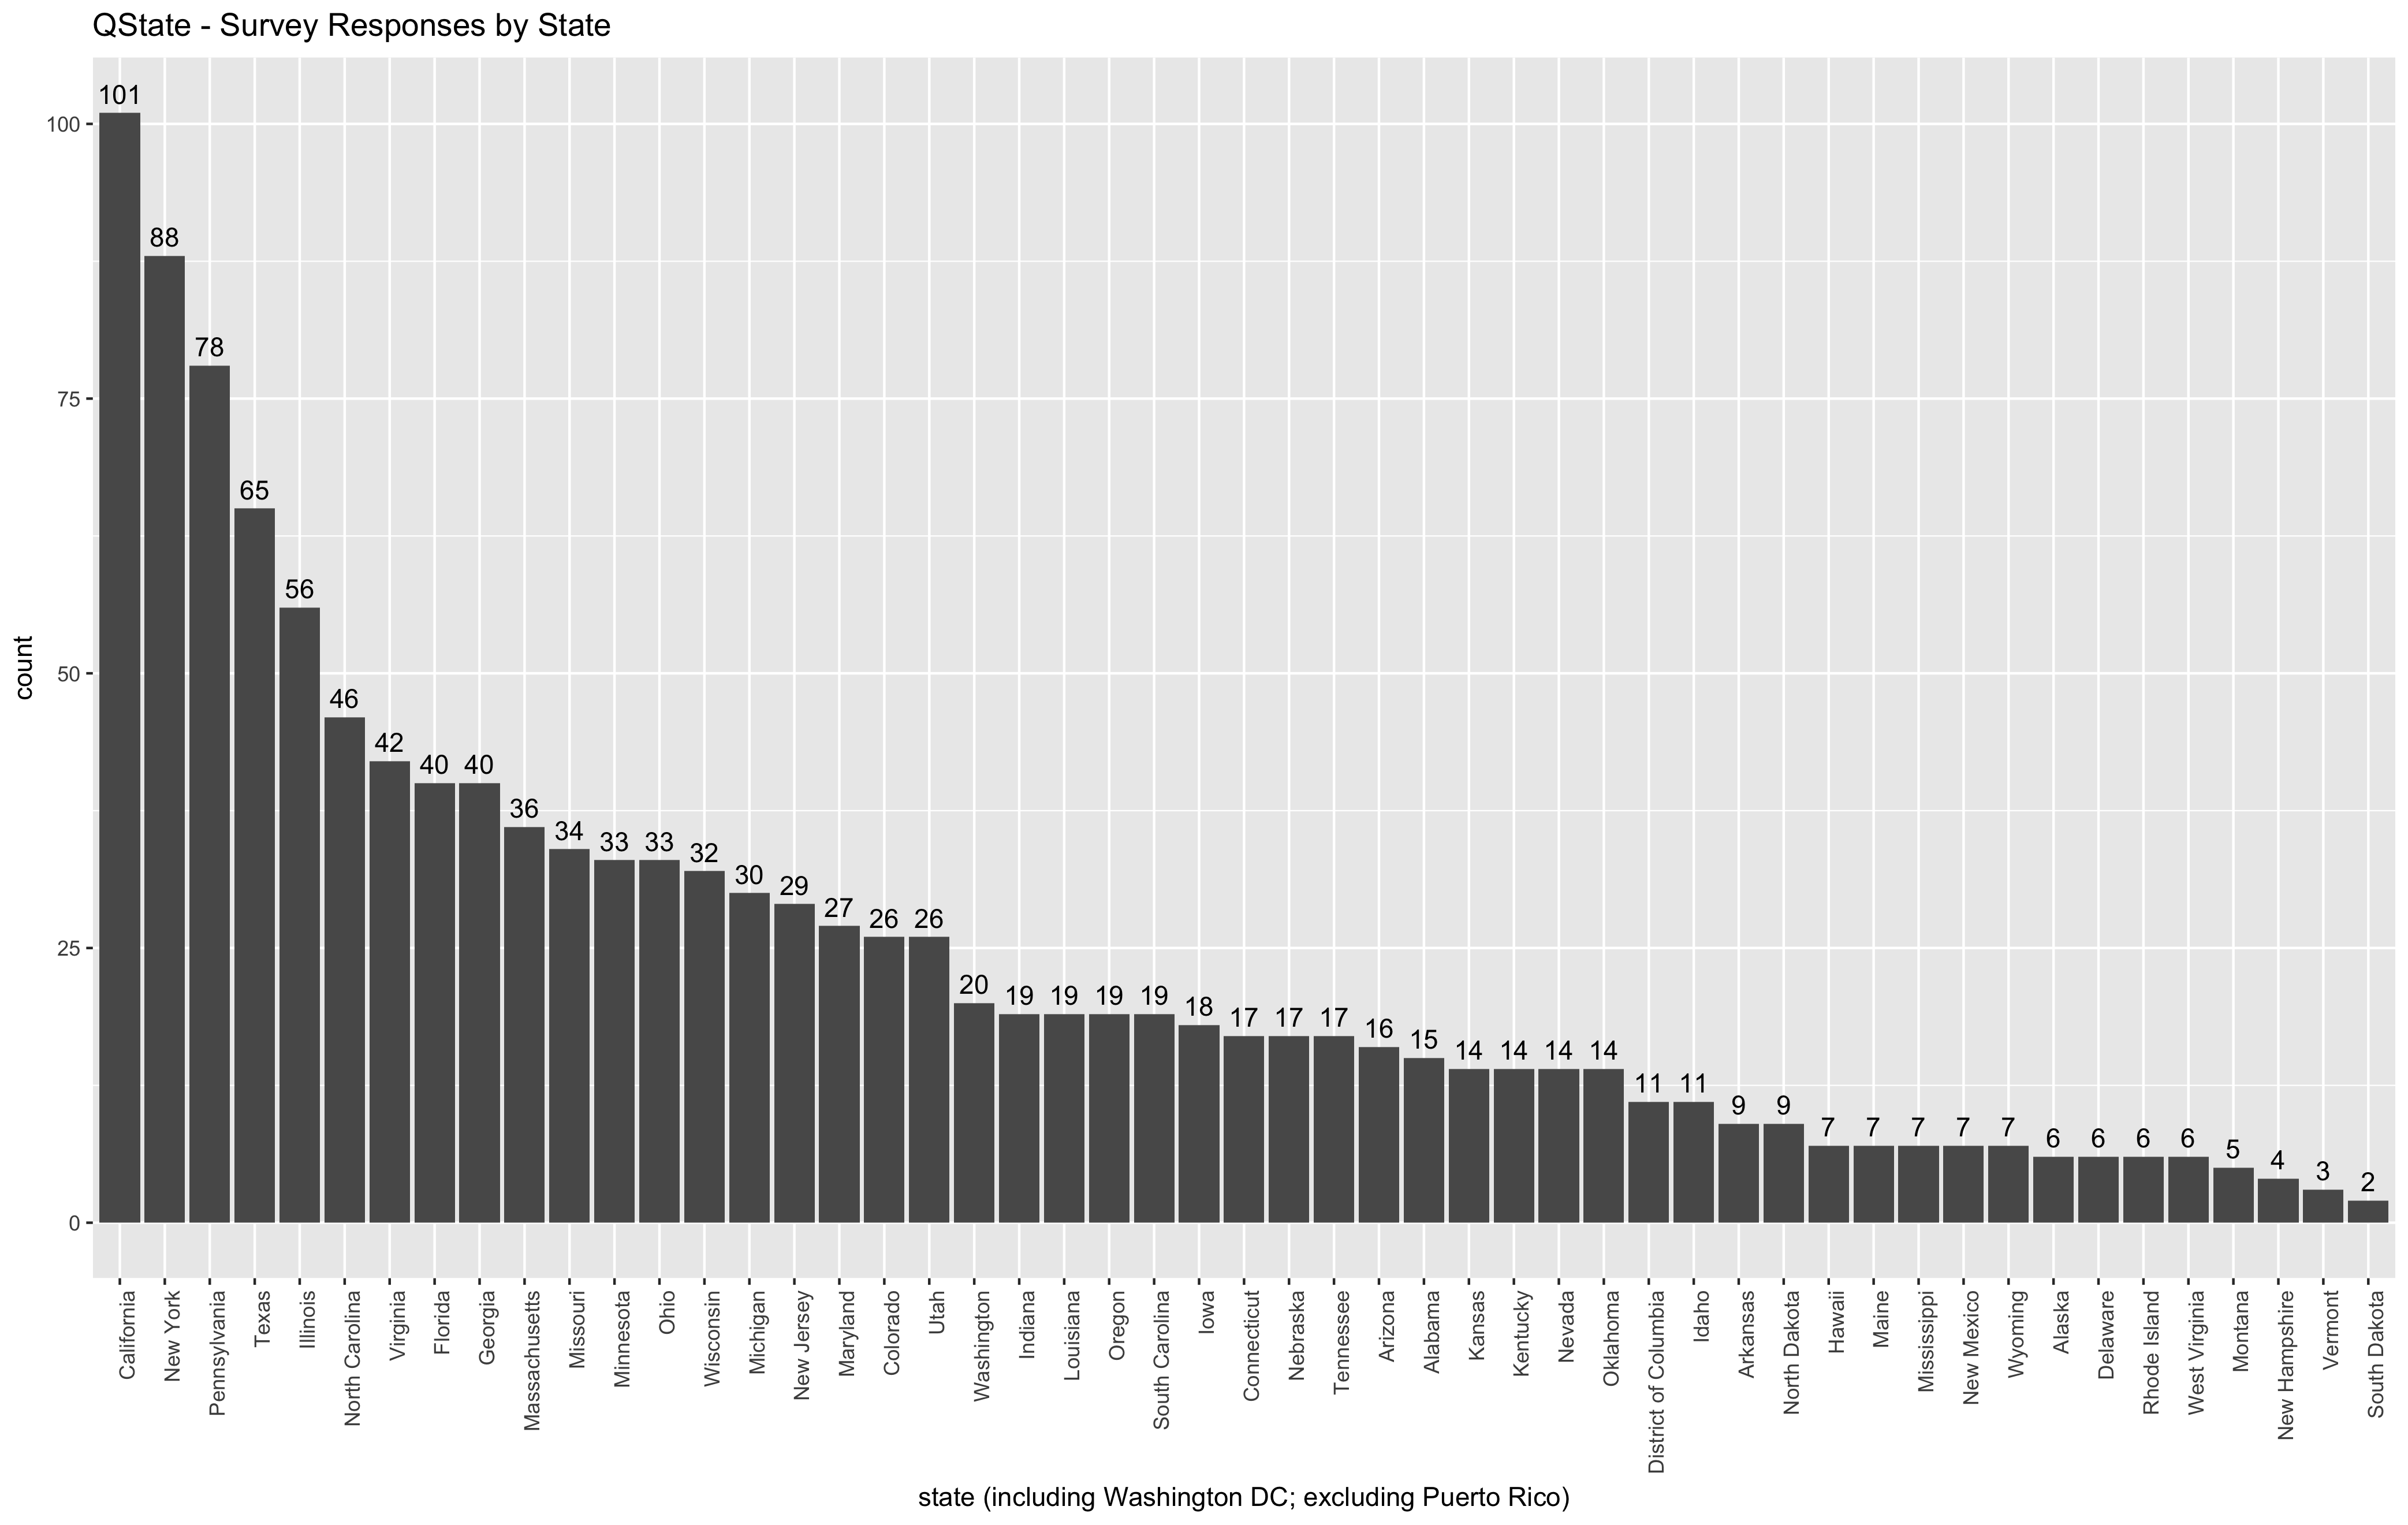 QState - Survey Responses by State
count
100
75
50
25
0
101
88
78
65
56
46
42
40
40
36
34
33
33
32
30
29
27
26
26
20
19
19
19
19
18
17
17
17
16
15
14
14
14
14
11
11
9
9
7
7
7
7
7
6
6
6
6
5
4
3
2
California
New York
Pennsylvania
Texas
Illinois
North Carolina
Virginia
Florida
Georgia
Massachusetts
Missouri
Minnesota
Ohio
Wisconsin
Michigan
New Jersey
Maryland
Colorado
Utah
Washington
Indiana
Louisiana
Oregon
South Carolina
Iowa
Connecticut
Nebraska
Tennessee
Arizona
Alabama
Kansas
Kentucky
Nevada
Oklahoma
District of Columbia
Idaho
Arkansas
North Dakota
Hawaii
Maine
Mississippi
New Mexico
Wyoming
Alaska
Delaware
Rhode Island
West Virginia
Montana
New Hampshire
Vermont
South Dakota
state (including Washington DC; excluding Puerto Rico)